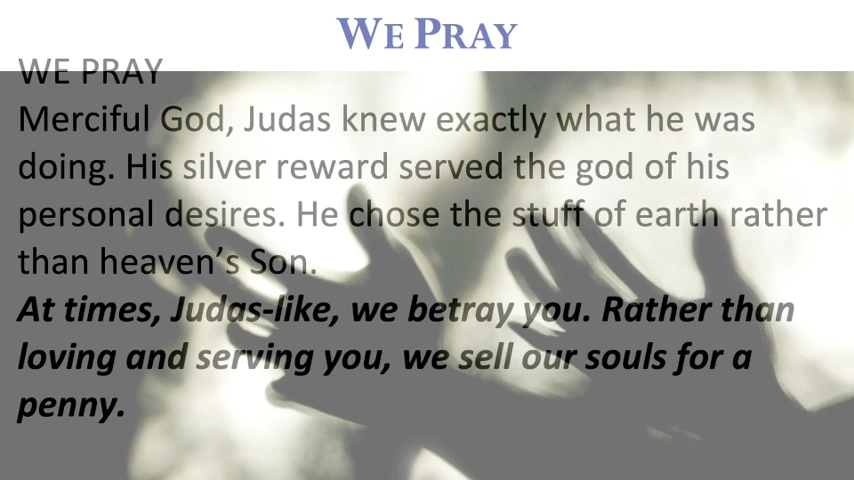 WE PRAY
WE PRAY
Merciful God, Judas knew exactly what he was
doing. His silver reward served the god of his
personal desires. He chose the stuff of earth rather
than heaven’s Son.
At times, Judas-like, we betray you. Rather than
loving and serving you, we sell our souls for a
penny.